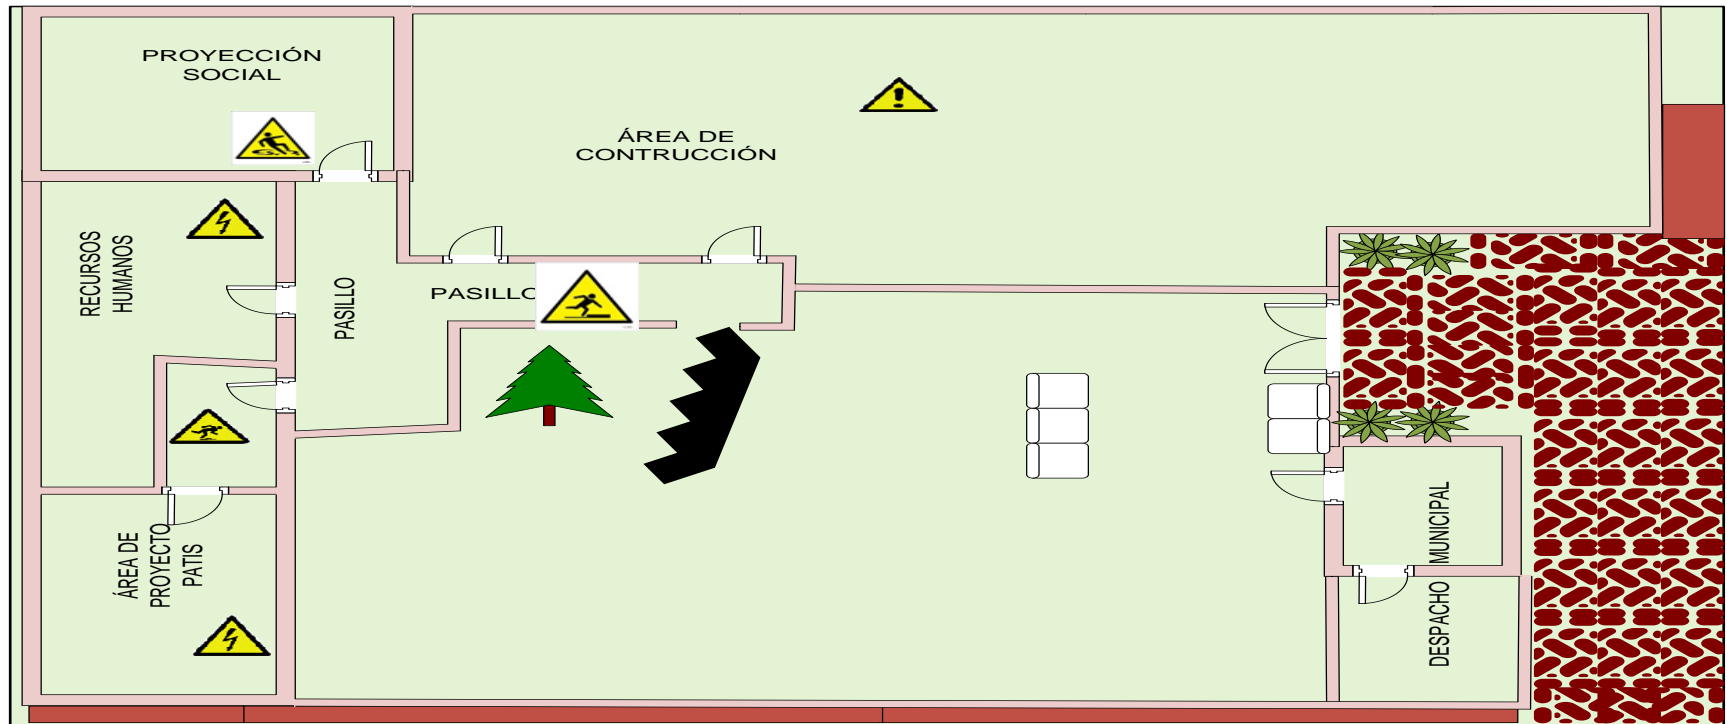 PROYECCIÓN
SOCIAL
ÁREA DE
CONTRUCCIÓN
RECURSOS
HUMANOS
PASILLO
PASILLO
ÁREA DE
PROYECTO
PATIS
DESPACHO MUNICIPAL